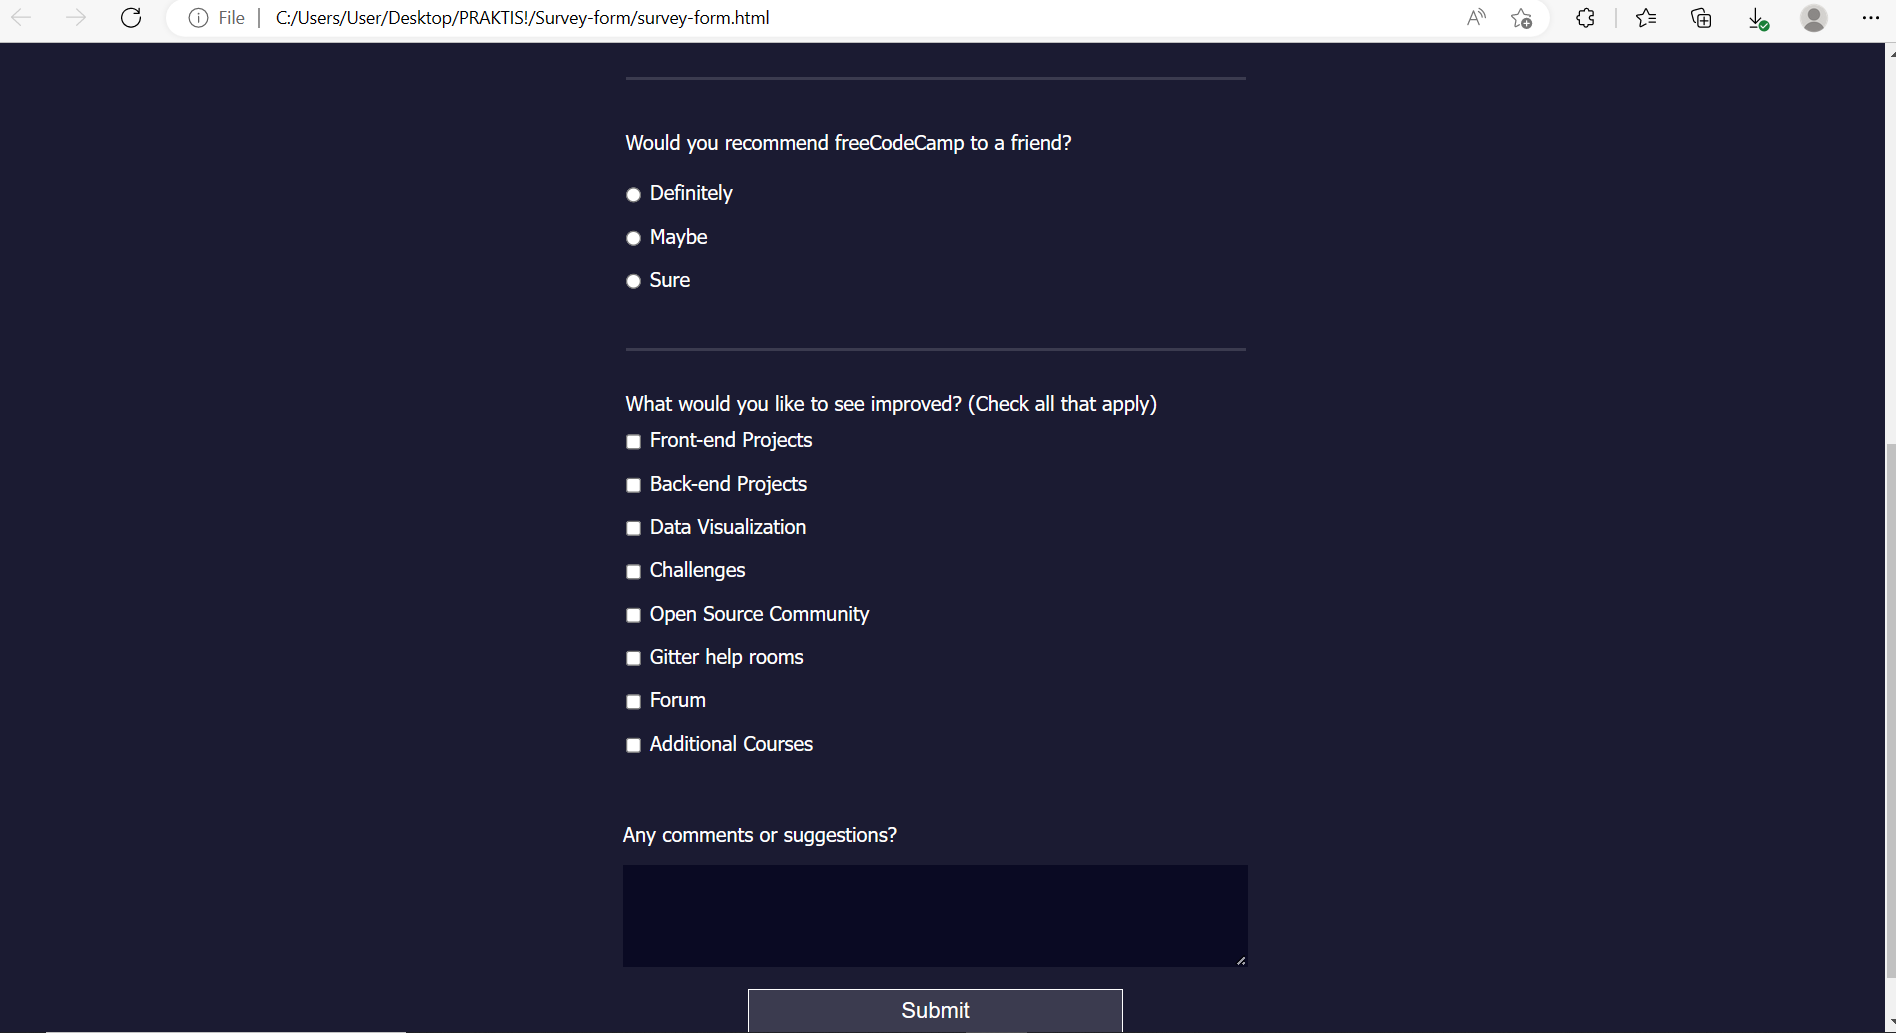 File C:/Users/User/Desktop/PRAKTIS!/Survey-form/survey-form.html
Would you recommend freeCodeCamp to a friend?
Definitely
Maybe
Sure
What would you like to see improved? (Check all that apply)
Front-end Projects
Back-end Projects
Data Visualization
Challenges
Open Source Community
Gitter help rooms
Forum
Additional Courses
Any comments or suggestions?
Submit